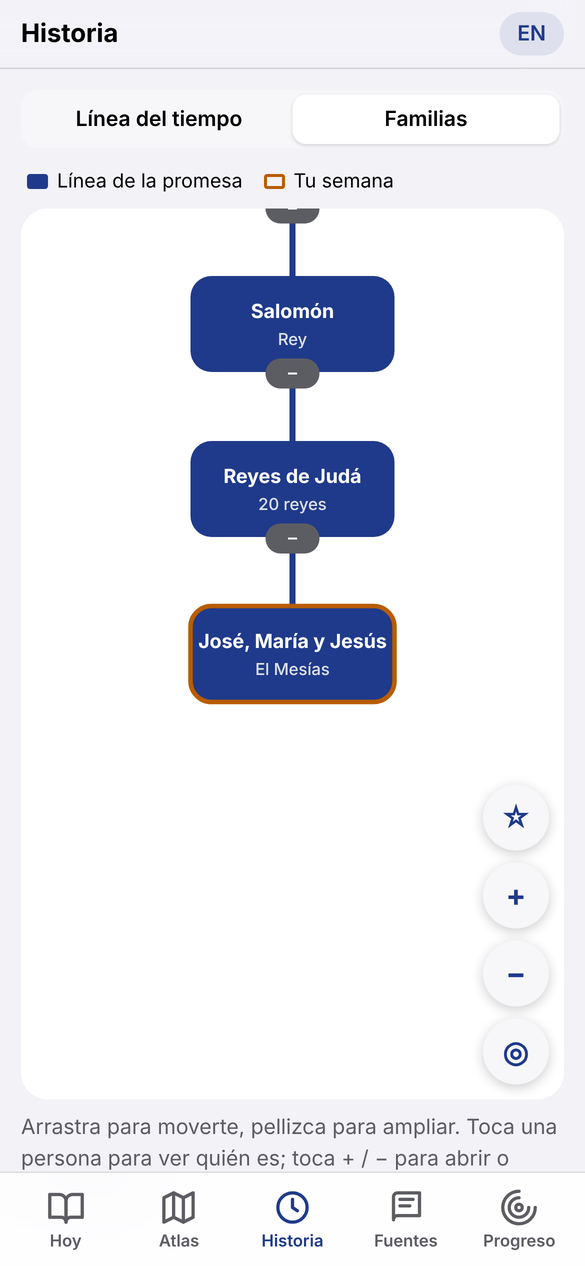 Historia
EN
Línea del tiempo
Familias
Línea de la promesa
Tu semana
−
Salomón
Rey
−
Reyes de Judá
20 reyes
−
José, María y Jesús
El Mesías
+
−
Arrastra para moverte, pellizca para ampliar. Toca una
persona para ver quién es; toca + / − para abrir o
Hoy
Atlas
Historia
Fuentes
Progreso